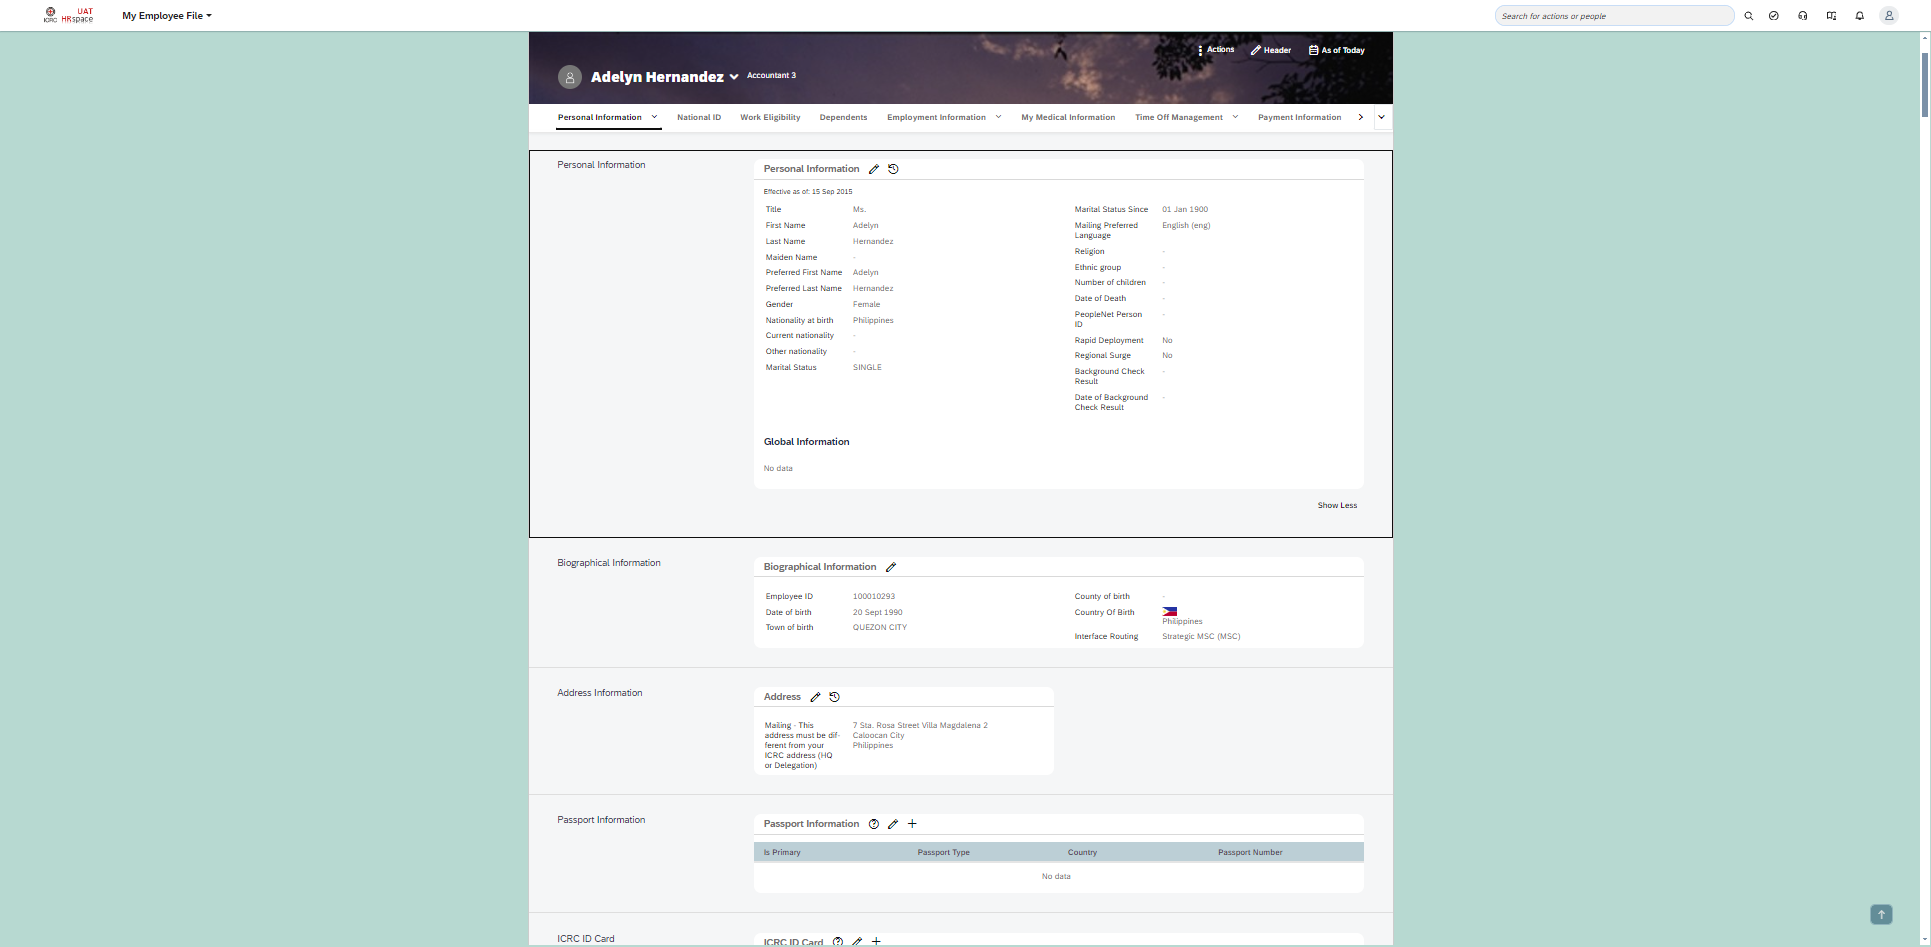 ICRC
UAT
HRspace
My Employee File
Search for actions or people
Actions
Header
As of Today
Adelyn Hernandez
Accountant 3
Personal Information
National ID
Work Eligibility
Dependents
Employment Information
My Medical Information
Time Off Management
Payment Information
Personal Information
Personal Information
Effective as of: 15 Sep 2015
Title Ms.
First Name Adelyn
Last Name Hernandez
Maiden Name -
Preferred First Name Adelyn
Preferred Last Name Hernandez
Gender Female
Nationality at birth Philippines
Current nationality -
Other nationality -
Marital Status SINGLE
Marital Status Since 01 Jan 1900
Mailing Preferred English (eng)
Language
Religion -
Ethnic group -
Number of children -
Date of Death -
PeopleNet Person -
ID
Rapid Deployment No
Regional Surge No
Background Check -
Result
Date of Background -
Check Result
Global Information
No data
Show Less
Biographical Information
Biographical Information
Employee ID 100010293
Date of birth 20 Sept 1990
Town of birth QUEZON CITY
County of birth -
Country Of Birth
Philippines
Interface Routing Strategic MSC (MSC)
Address Information
Address
Mailing - This 7 Sta. Rosa Street Villa Magdalena 2
address must be dif- Caloocan City
ferent from your Philippines
ICRC address (HQ
or Delegation)
Passport Information
Passport Information
Is Primary Passport Type Country Passport Number
No data
ICRC ID Card
ICRC ID Card